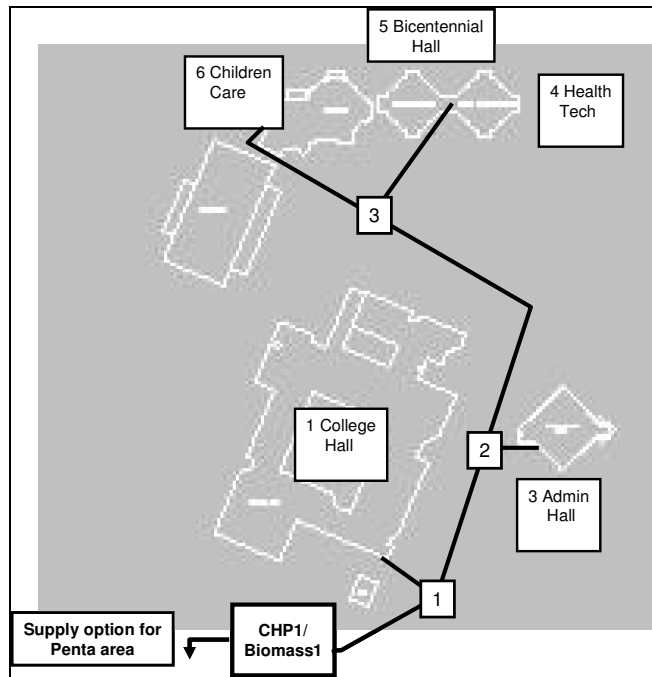 5 Bicentennial
Hall
6 Children
Care
4 Health
Tech
3
1 College
Hall
2
3 Admin
Hall
1
Supply option for
Penta area
CHP1/
Biomass1